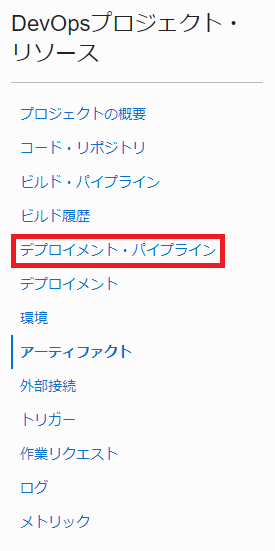 DevOpsプロジェクト・
リソース
プロジェクトの概要
コード・リポジトリ
ビルド・パイプライン
ビルド履歴
デプロイメント・パイプライン
デプロイメント
環境
アーティファクト
外部接続
トリガー
作業リクエスト
ログ
メトリック